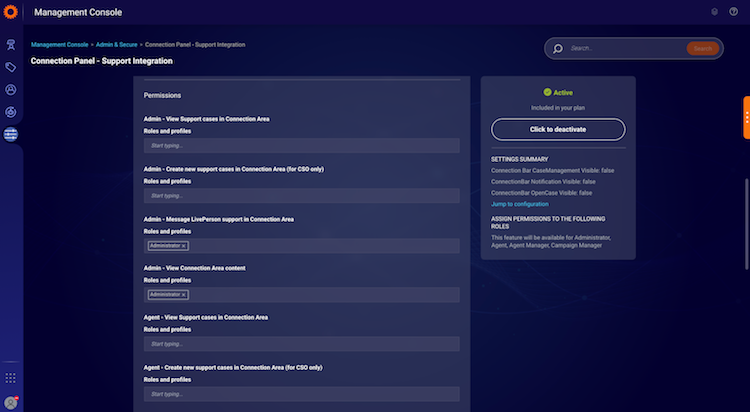 Management Console
Management Console > Admin & Secure > Connection Panel - Support Integration
Search...
Search
Connection Panel - Support Integration
Permissions
Admin - View Support cases in Connection Area
Roles and profiles
Start typing...
Admin - Create new support cases in Connection Area (for CSO only)
Roles and profiles
Start typing...
Admin - Message LivePerson support in Connection Area
Roles and profiles
Administrator ×
Admin - View Connection Area content
Roles and profiles
Administrator ×
Agent - View Support cases in Connection Area
Roles and profiles
Start typing...
Agent - Create new support cases in Connection Area (for CSO only)
Roles and profiles
Start typing...
Active
Included in your plan
Click to deactivate
SETTINGS SUMMARY
Connection Bar CaseManagement Visible: false
ConnectionBar Notification Visible: false
ConnectionBar OpenCase Visible: false
Jump to configuration
ASSIGN PERMISSIONS TO THE FOLLOWING
ROLES
This feature will be available for Administrator,
Agent, Agent Manager, Campaign Manager